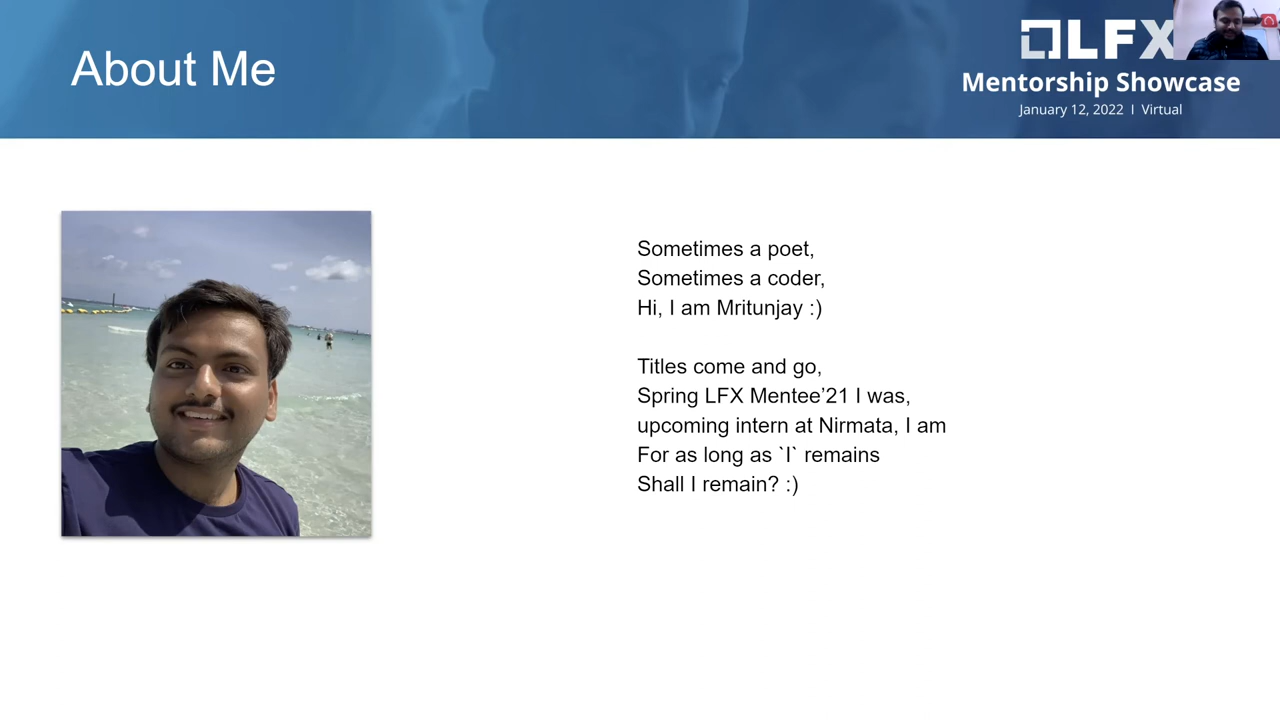 About Me
LFX
Mentorship Showcase
January 12, 2022 I Virtual
Sometimes a poet,
Sometimes a coder,
Hi, I am Mritunjay :)
Titles come and go,
Spring LFX Mentee’21 I was,
upcoming intern at Nirmata, I am
For as long as `I` remains
Shall I remain? :)